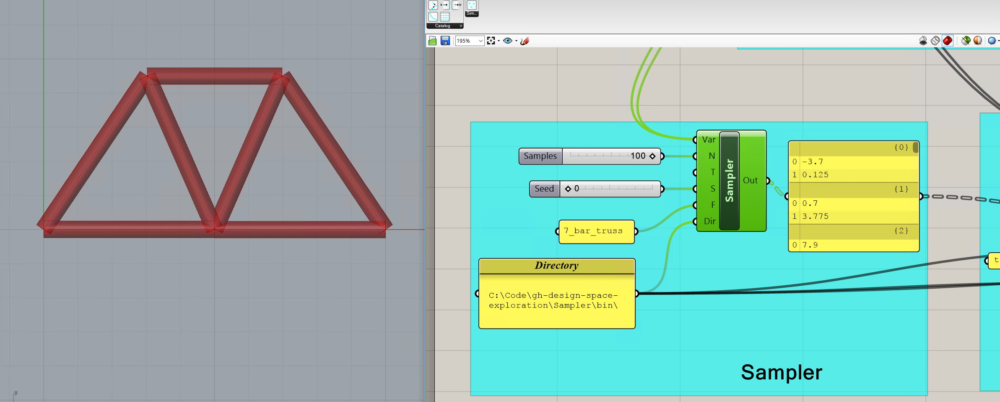 B
W
Sim...
Catalog
195%
Var
N
T
S
F
Dir
Sampler
Out
Samples
100
Seed
0
7_bar_truss
Directory
C:\Code\gh-design-space-
exploration\Sampler\bin\
{0}
0 -3.7
1 0.125
{1}
0 0.7
1 3.775
{2}
0 7.9
t
Sampler
y